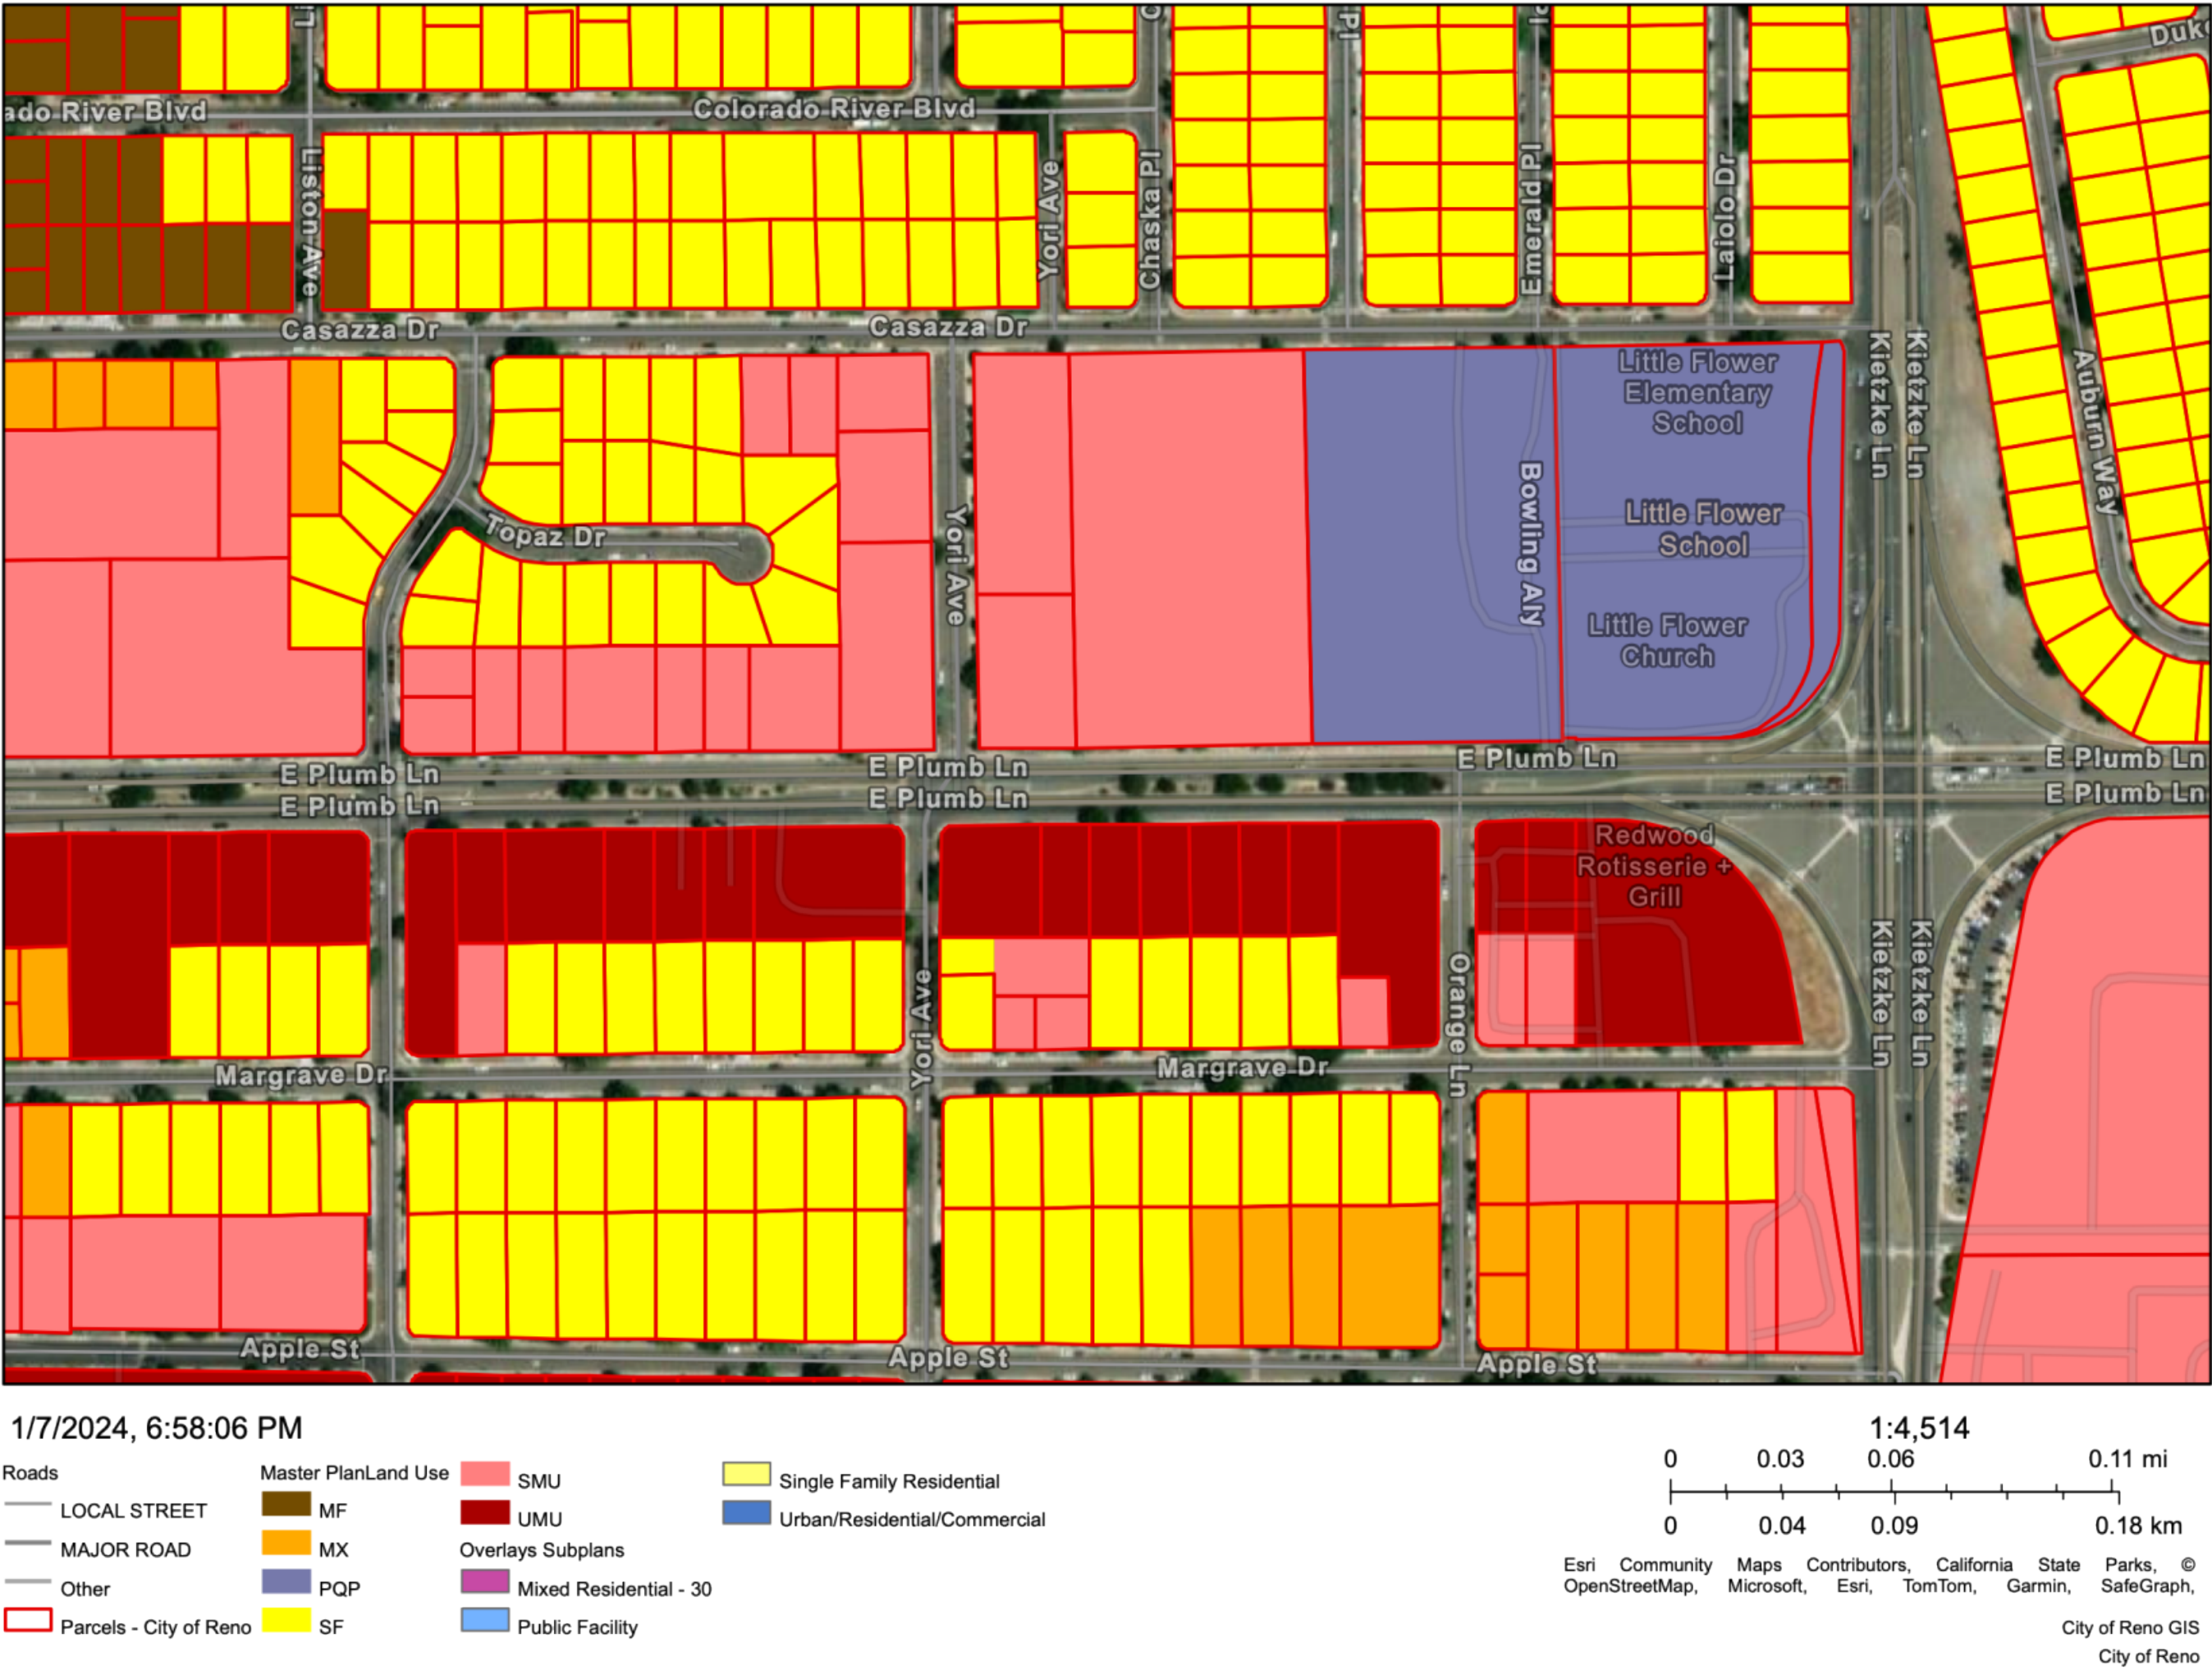 Duk
ado River Blvd
Colorado River Blvd
Liston Ave
Yori Ave
Chaska Pl
Pl
Emerald Pl
Laiolo Dr
Casazza Dr
Casazza Dr
Kietzke Ln
Kietzke Ln
Auburn Way
Little Flower
Elementary
School
Bowling Aly
Little Flower
School
Topaz Dr
Yori Ave
Little Flower
Church
E Plumb Ln
E Plumb Ln
E Plumb Ln
E Plumb Ln
E Plumb Ln
E Plumb Ln
E Plumb Ln
Redwood
Rotisserie +
Grill
Yori Ave
Orange Ln
Kietzke Ln
Kietzke Ln
Margrave Dr
Margrave Dr
Apple St
Apple St
Apple St
1/7/2024, 6:58:06 PM
Roads
LOCAL STREET
MAJOR ROAD
Other
Parcels - City of Reno
Master PlanLand Use
MF
MX
PQP
SF
SMU
UMU
Overlays Subplans
Mixed Residential - 30
Public Facility
Single Family Residential
Urban/Residential/Commercial
1:4,514
0 0.03 0.06 0.11 mi
0 0.04 0.09 0.18 km
Esri Community Maps Contributors, California State Parks, ©
OpenStreetMap, Microsoft, Esri, TomTom, Garmin, SafeGraph,
City of Reno GIS
City of Reno